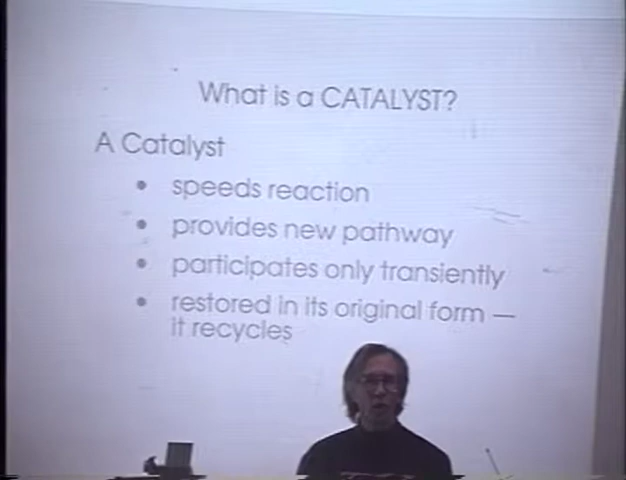 What is a CATALYST?
A Catalyst
• speeds reaction
• provides new pathway
• participates only transiently
• restored in its original form —
it recycles